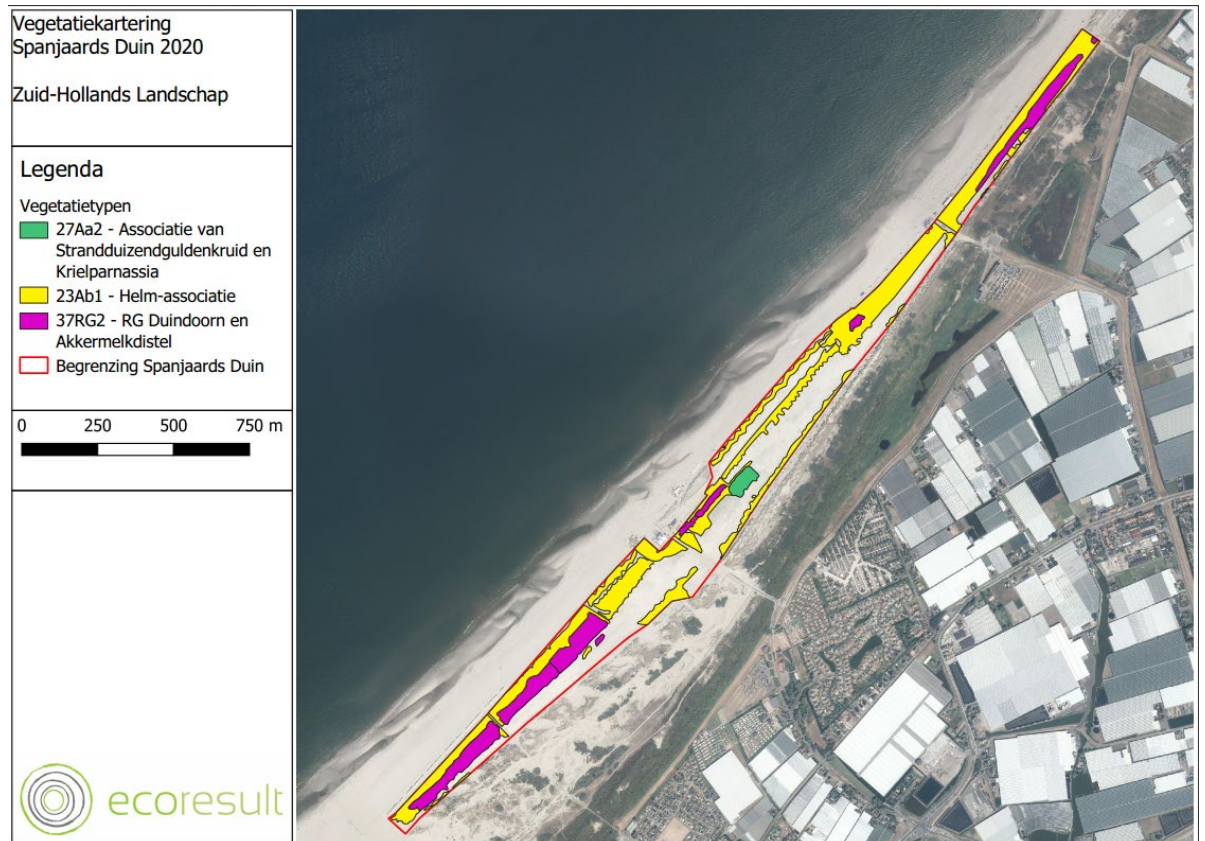 Vegetatiekartering
Spanjaards Duin 2020
Zuid-Hollands Landschap
Legenda
Vegetatietypen
27Aa2 - Associatie van
Strandduizendguldenkruid en
Krielparnassia
23Ab1 - Helm-associatie
37RG2 - RG Duindoorn en
Akkermelkdistel
Begrenzing Spanjaards Duin
0 250 500 750 m
ecoresult